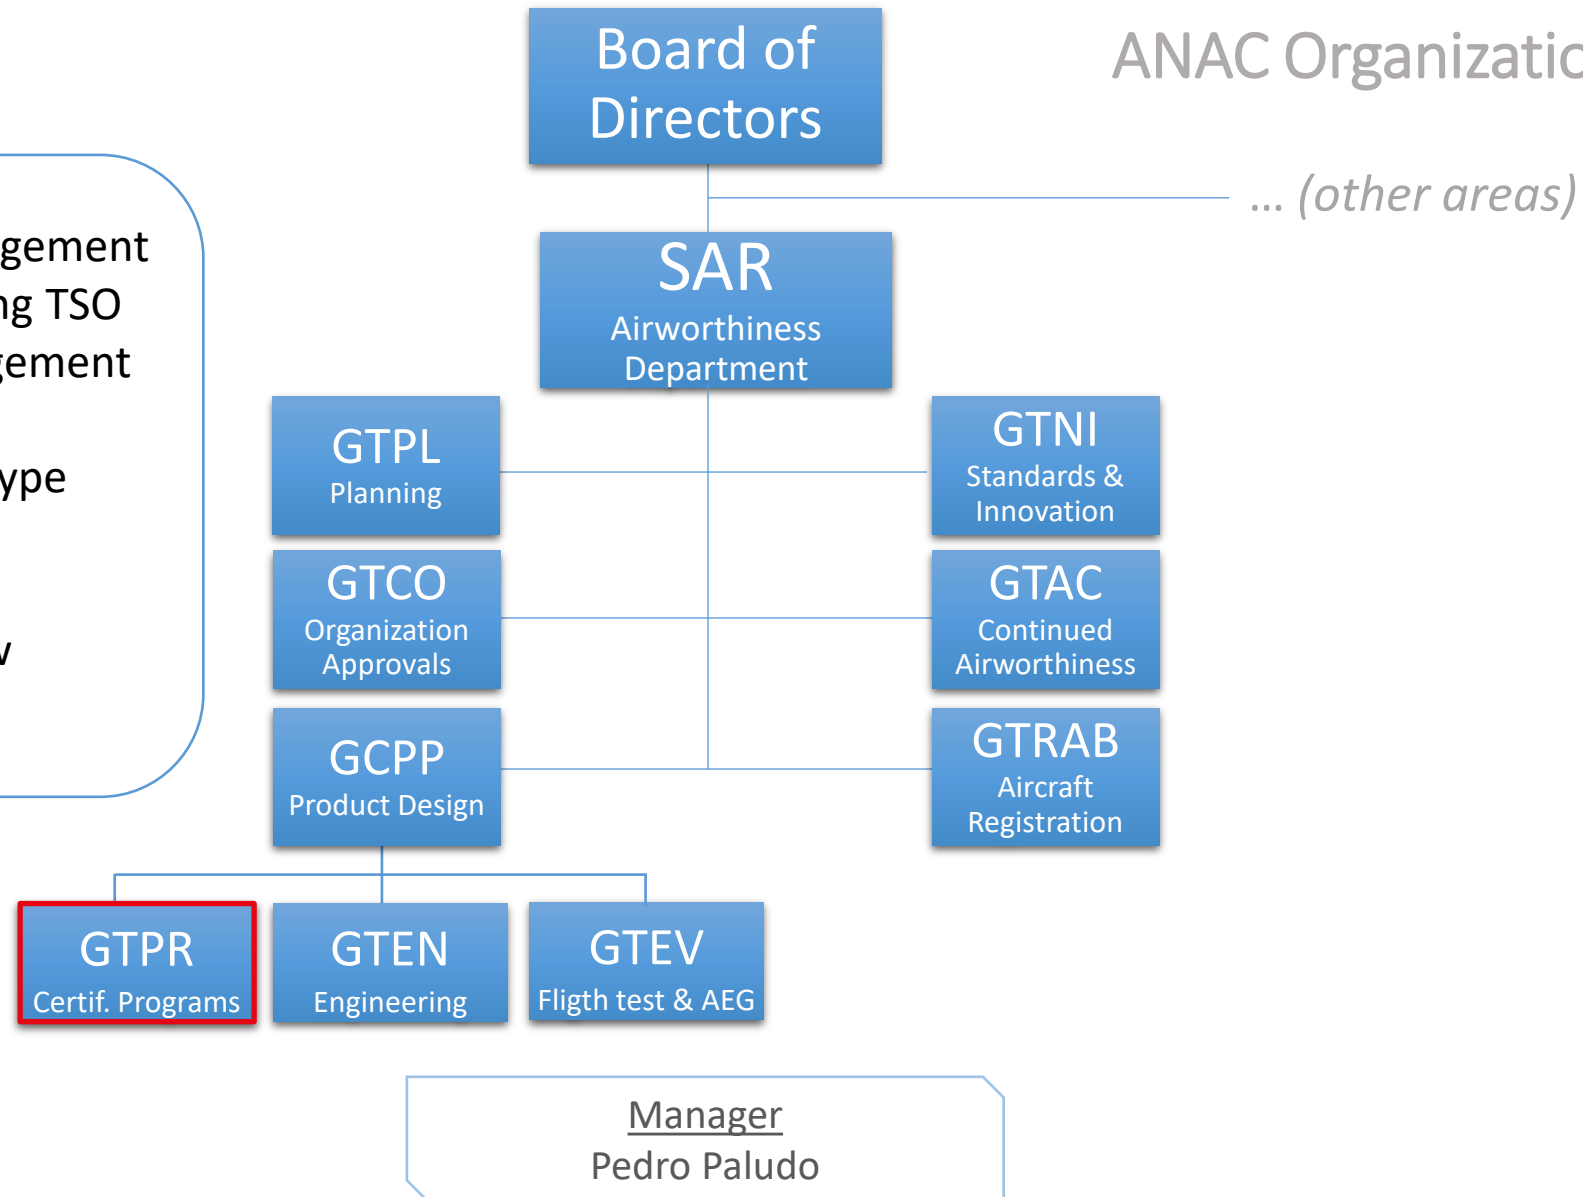 Board of
Directors
ANAC Organizatio
... (other areas)
gement
ng TSO
gement
ype
w
SAR
Airworthiness
Department
GTPL
Planning
GTNI
Standards &
Innovation
GTCO
Organization
Approvals
GTAC
Continued
Airworthiness
GCPP
Product Design
GTRAB
Aircraft
Registration
GTPR
Certif. Programs
GTEN
Engineering
GTEV
Fligth test & AEG
Manager
Pedro Paludo